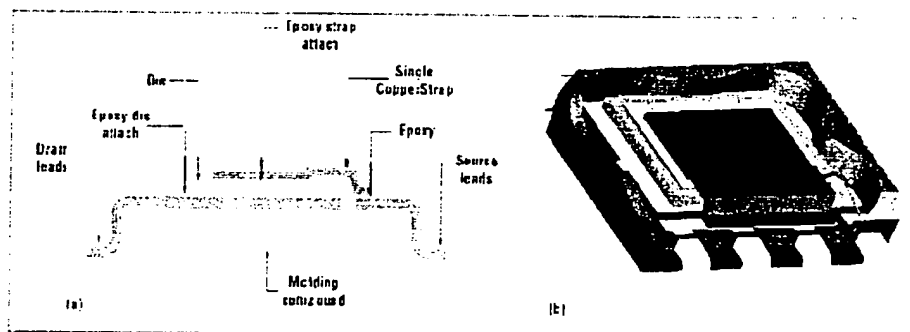 Epoxy strap
attach
Die
Single
Copper Strap
Epoxy die
attach
Epoxy
Drain
leads
Source
leads
Molding
compound
(a)
(b)